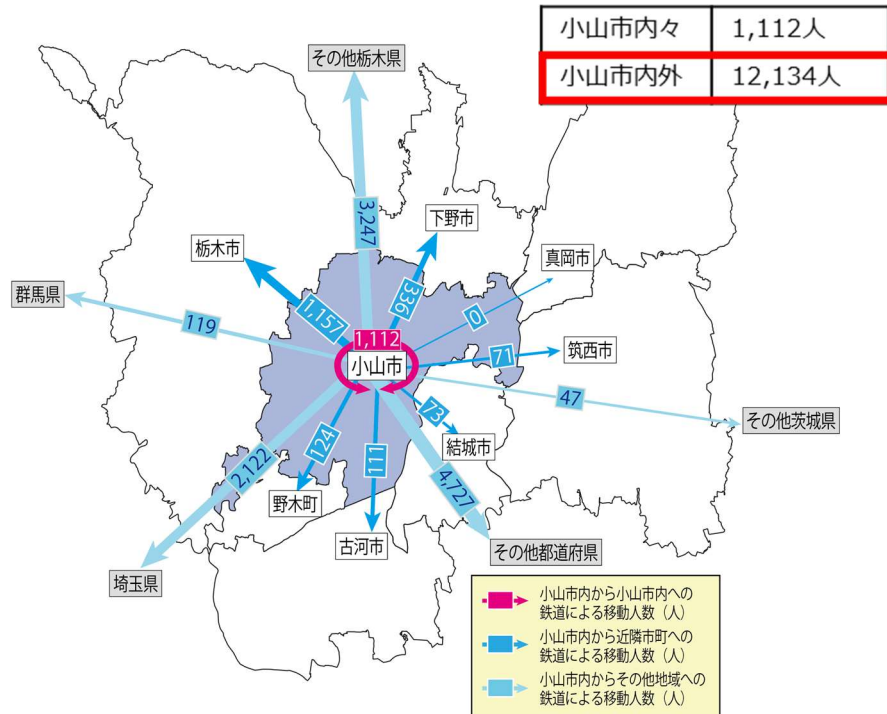 小山市内々 1,112人
小山市内外 12,134人
その他栃木県
3,247
下野市
336
栃木市
1,157
真岡市
0
群馬県
119
1,112
小山市
筑西市
71
47
その他茨城県
73
結城市
124
野木町
111
古河市
2,122
埼玉県
4,727
その他都道府県
小山市内から小山市内への
鉄道による移動人数（人）
小山市内から近隣市町への
鉄道による移動人数（人）
小山市内からその他地域への
鉄道による移動人数（人）